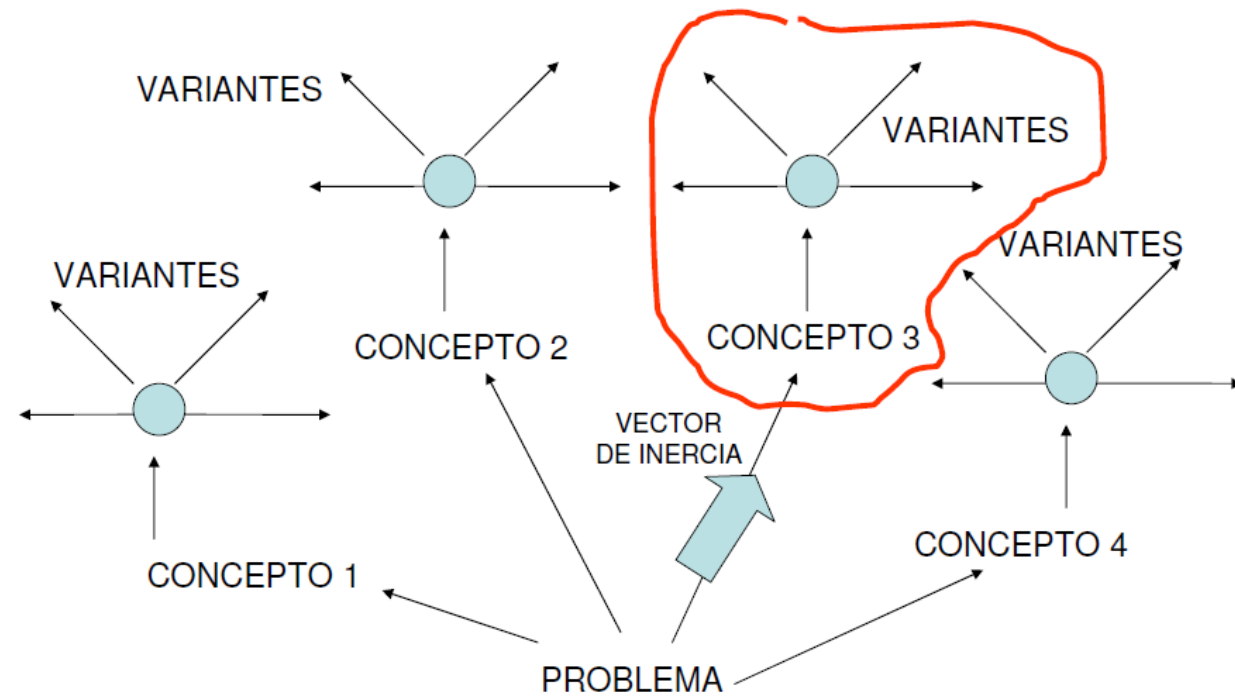 VARIANTES
VARIANTES
VARIANTES
VARIANTES
CONCEPTO 2
CONCEPTO 3
VECTOR
DE INERCIA
CONCEPTO 4
CONCEPTO 1
PROBLEMA